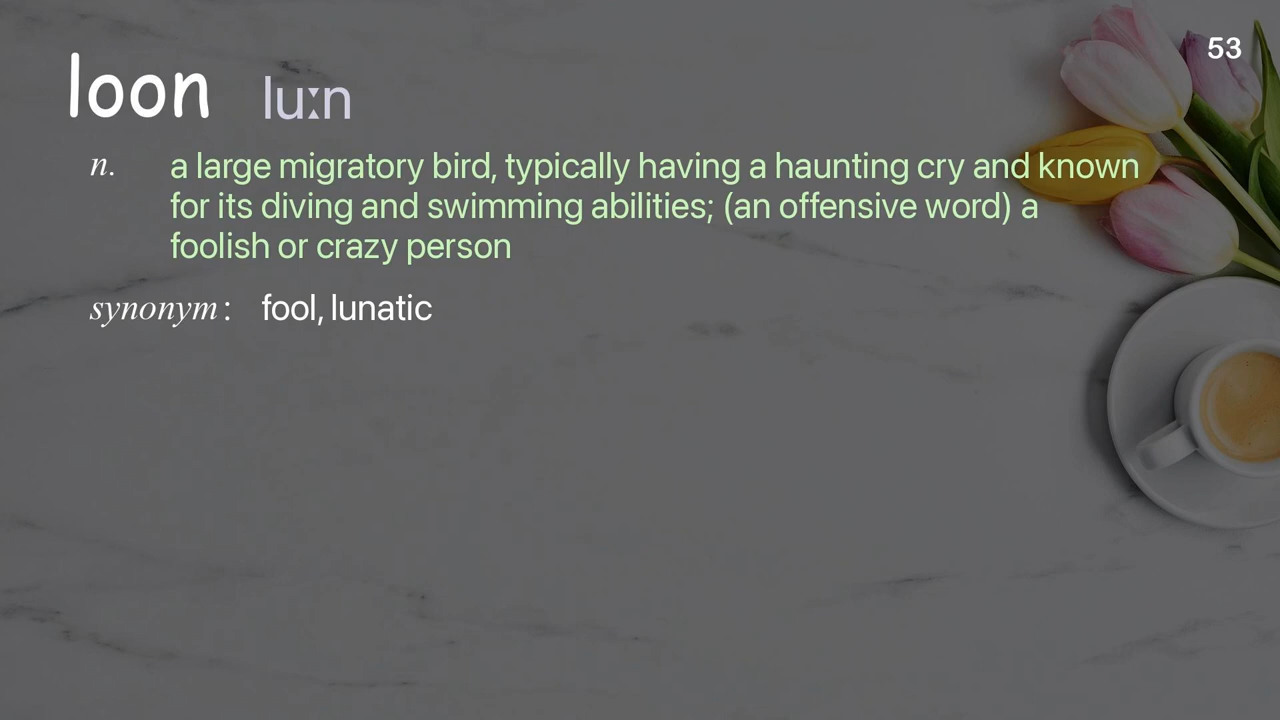 53
loon luːn
n. a large migratory bird, typically having a haunting cry and known
for its diving and swimming abilities; (an offensive word) a
foolish or crazy person
synonym: fool, lunatic